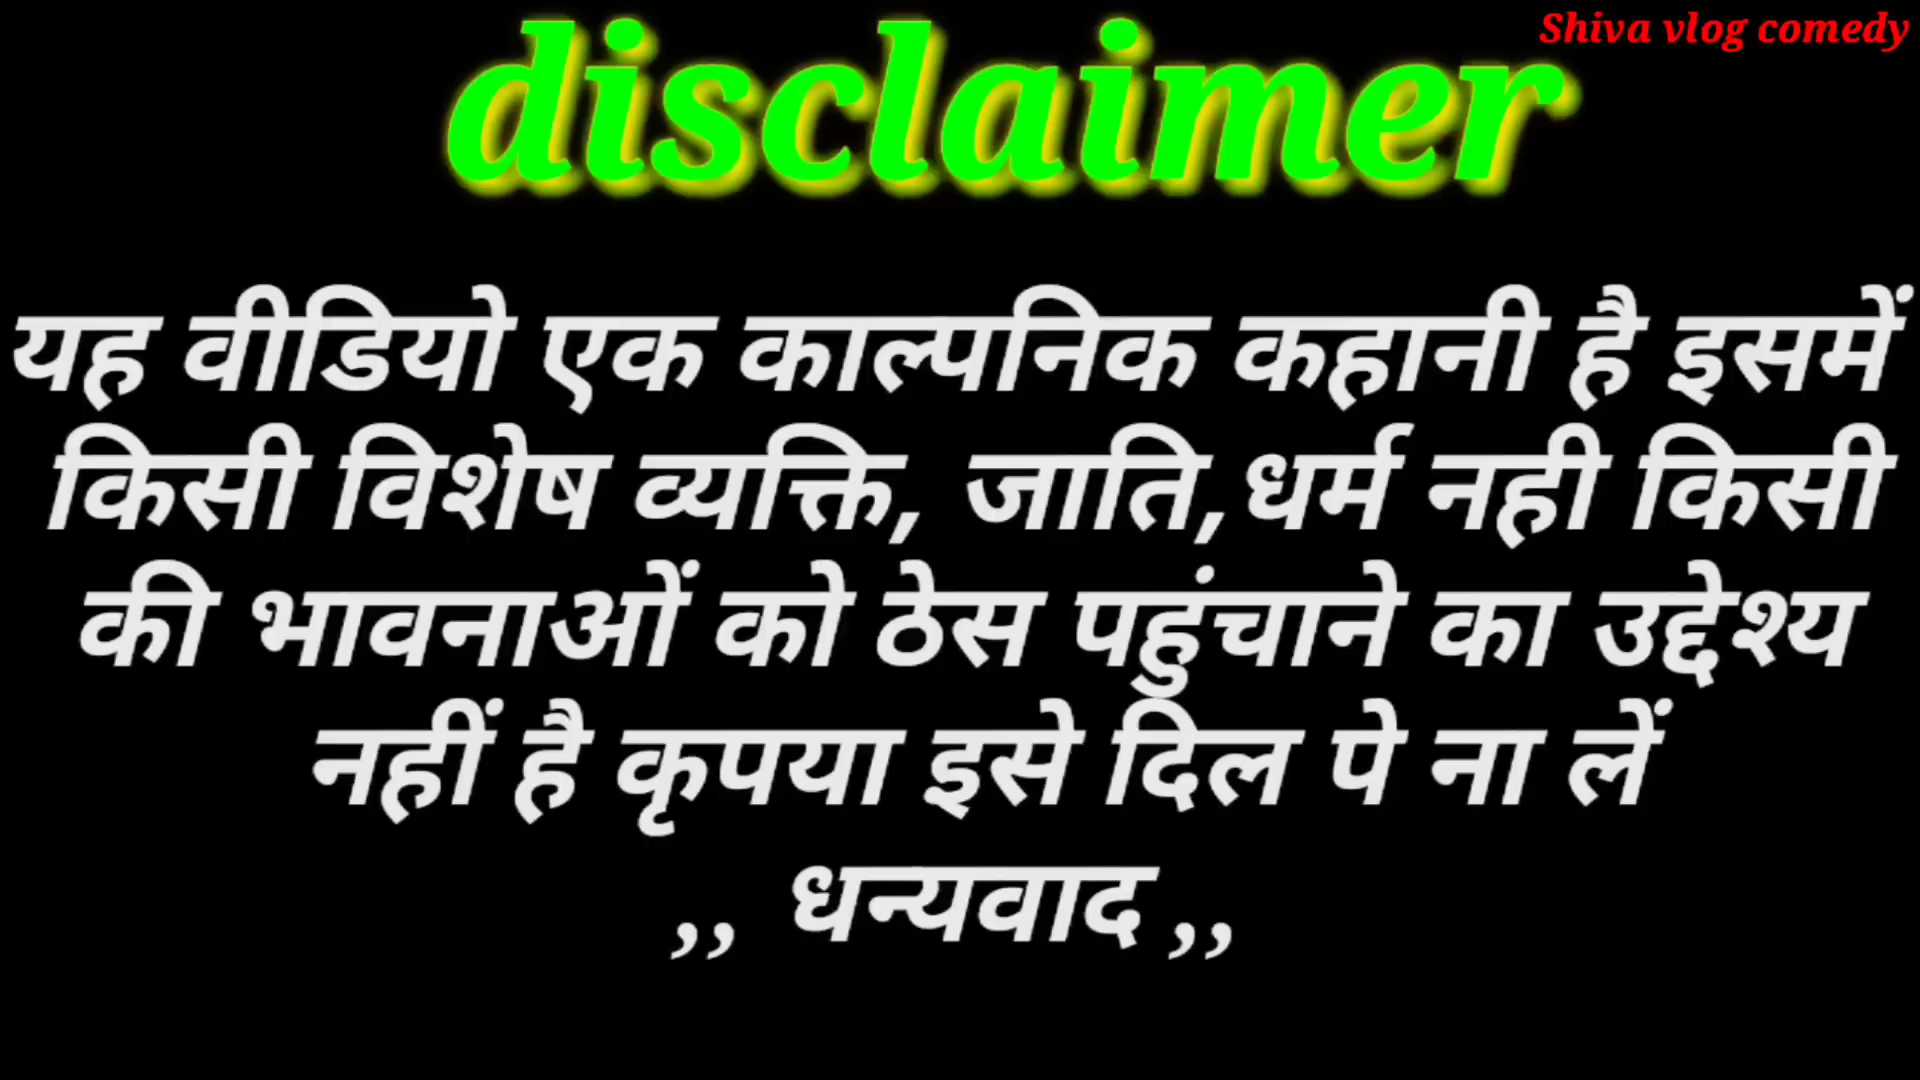 Shiva vlog comedy
disclaimer
यह वीडियो एक काल्पनिक कहानी है इसमें
किसी विशेष व्यक्ति, जाति,धर्म नही किसी
की भावनाओं को ठेस पहुंचाने का उद्देश्य
नहीं है कृपया इसे दिल पे ना लें
,, धन्यवाद ,,